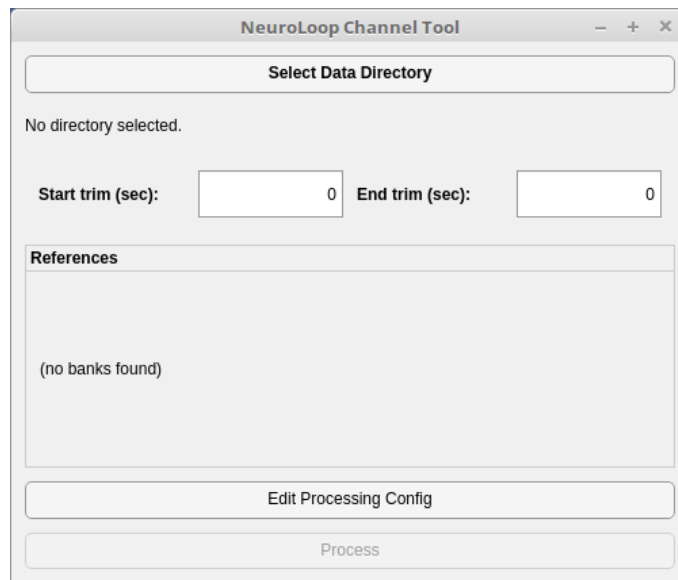 NeuroLoop Channel Tool
Select Data Directory
No directory selected.
Start trim (sec): 0 End trim (sec): 0
References
(no banks found)
Edit Processing Config
Process